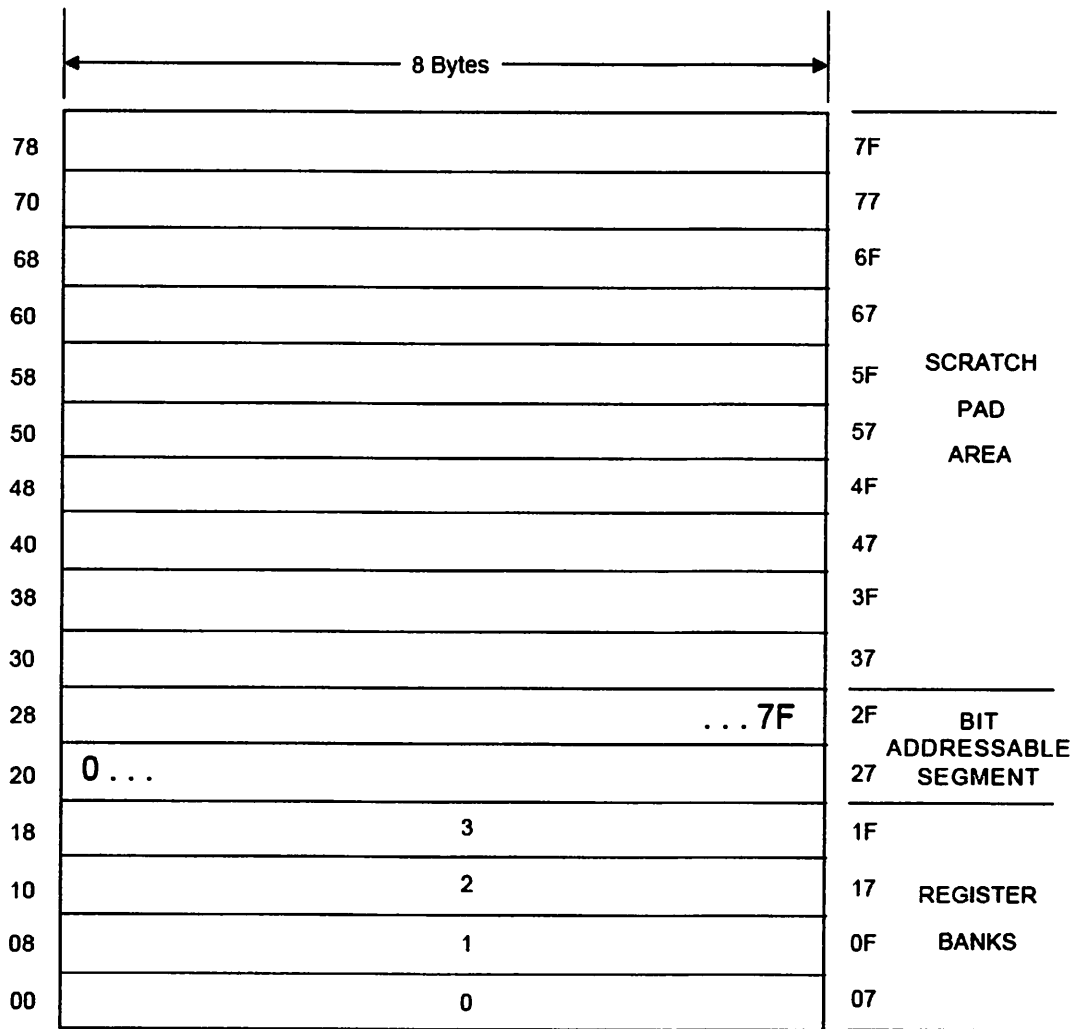 8 Bytes
78 7F
70 77
68 6F
60 67
58 5F SCRATCH
PAD
50 57
AREA
48 4F
40 47
38 3F
30 37
28 ...7F 2F BIT
ADDRESSABLE
20 0... 27 SEGMENT
18 3 1F
10 2 17 REGISTER
08 1 0F BANKS
00 0 07